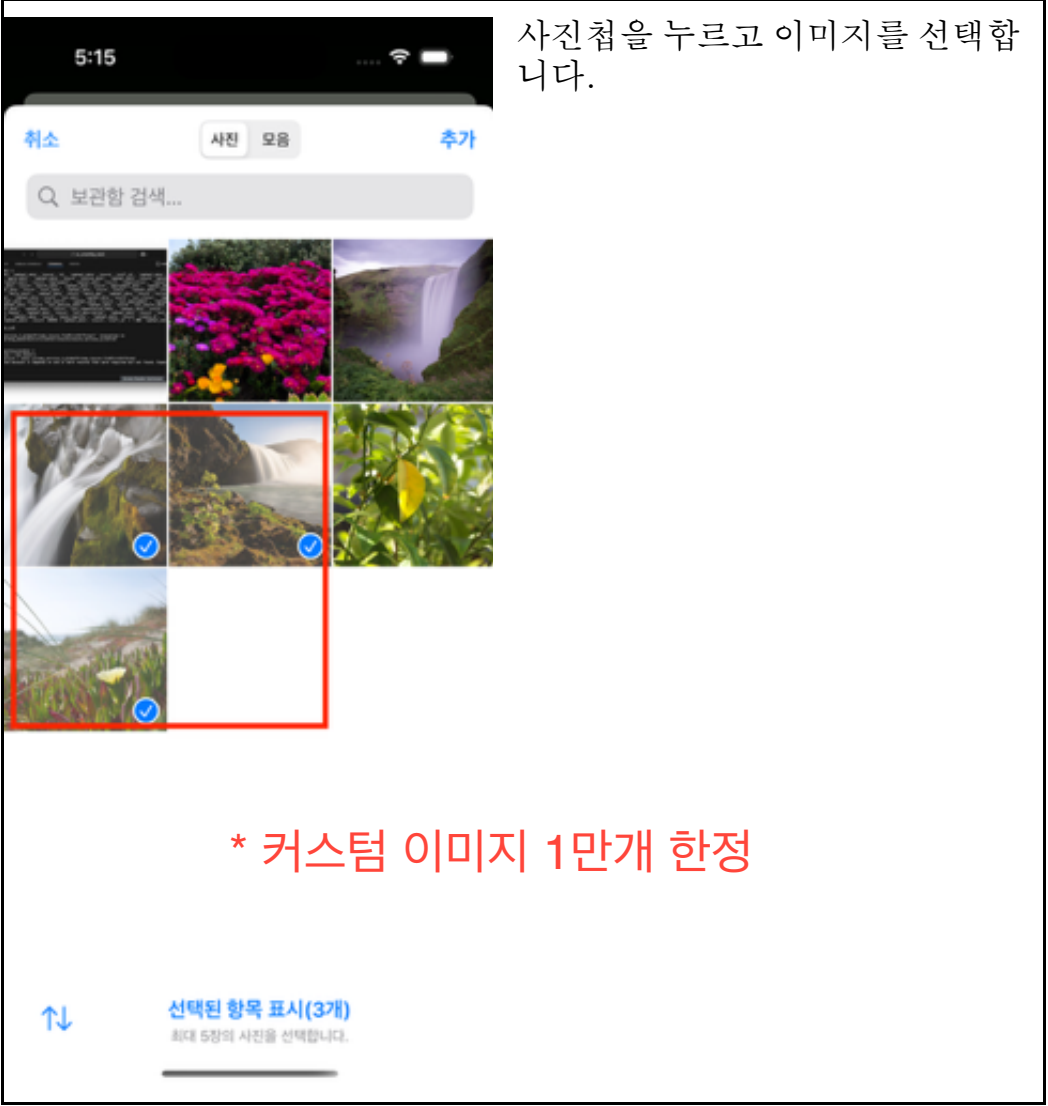 사진첩을 누르고 이미지를 선택합
니다.
5:15
취소
사진
모음
추가
보관함 검색...
* 커스텀 이미지 1만개 한정
선택된 항목 표시(3개)
최대 5장의 사진을 선택합니다.